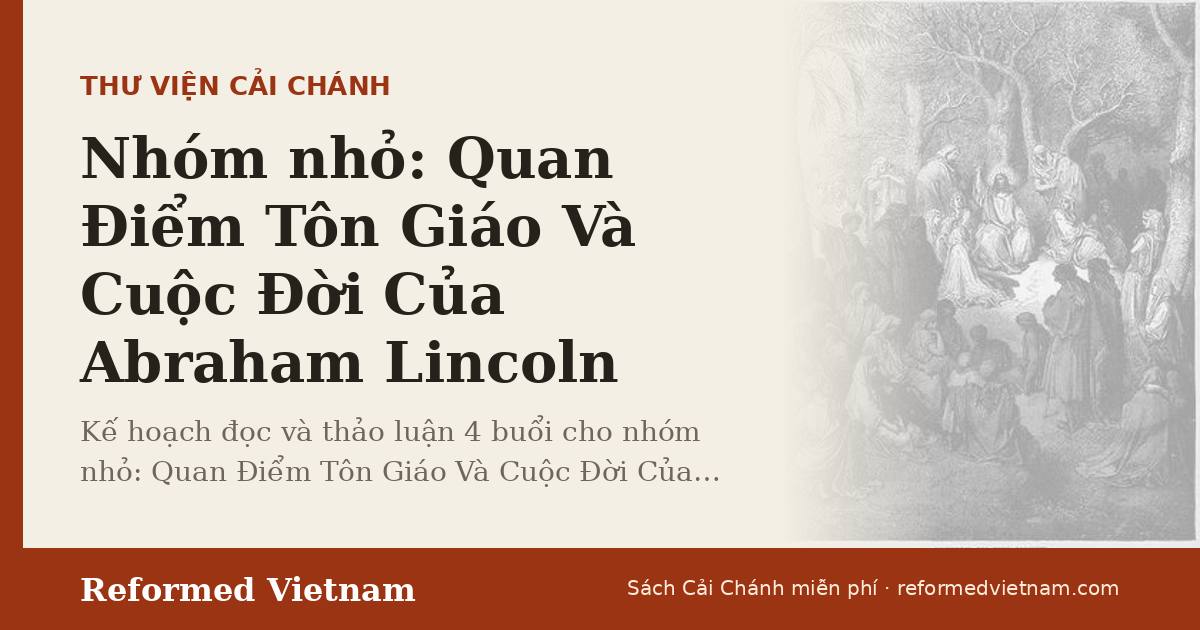 THƯ VIỆN CẢI CHÁNH
Nhóm nhỏ: Quan
Điểm Tôn Giáo Và
Cuộc Đời Của
Abraham Lincoln
Kế hoạch đọc và thảo luận 4 buổi cho nhóm
nhỏ: Quan Điểm Tôn Giáo Và Cuộc Đời Của...
Reformed Vietnam
Sách Cải Chánh miễn phí · reformedvietnam.com